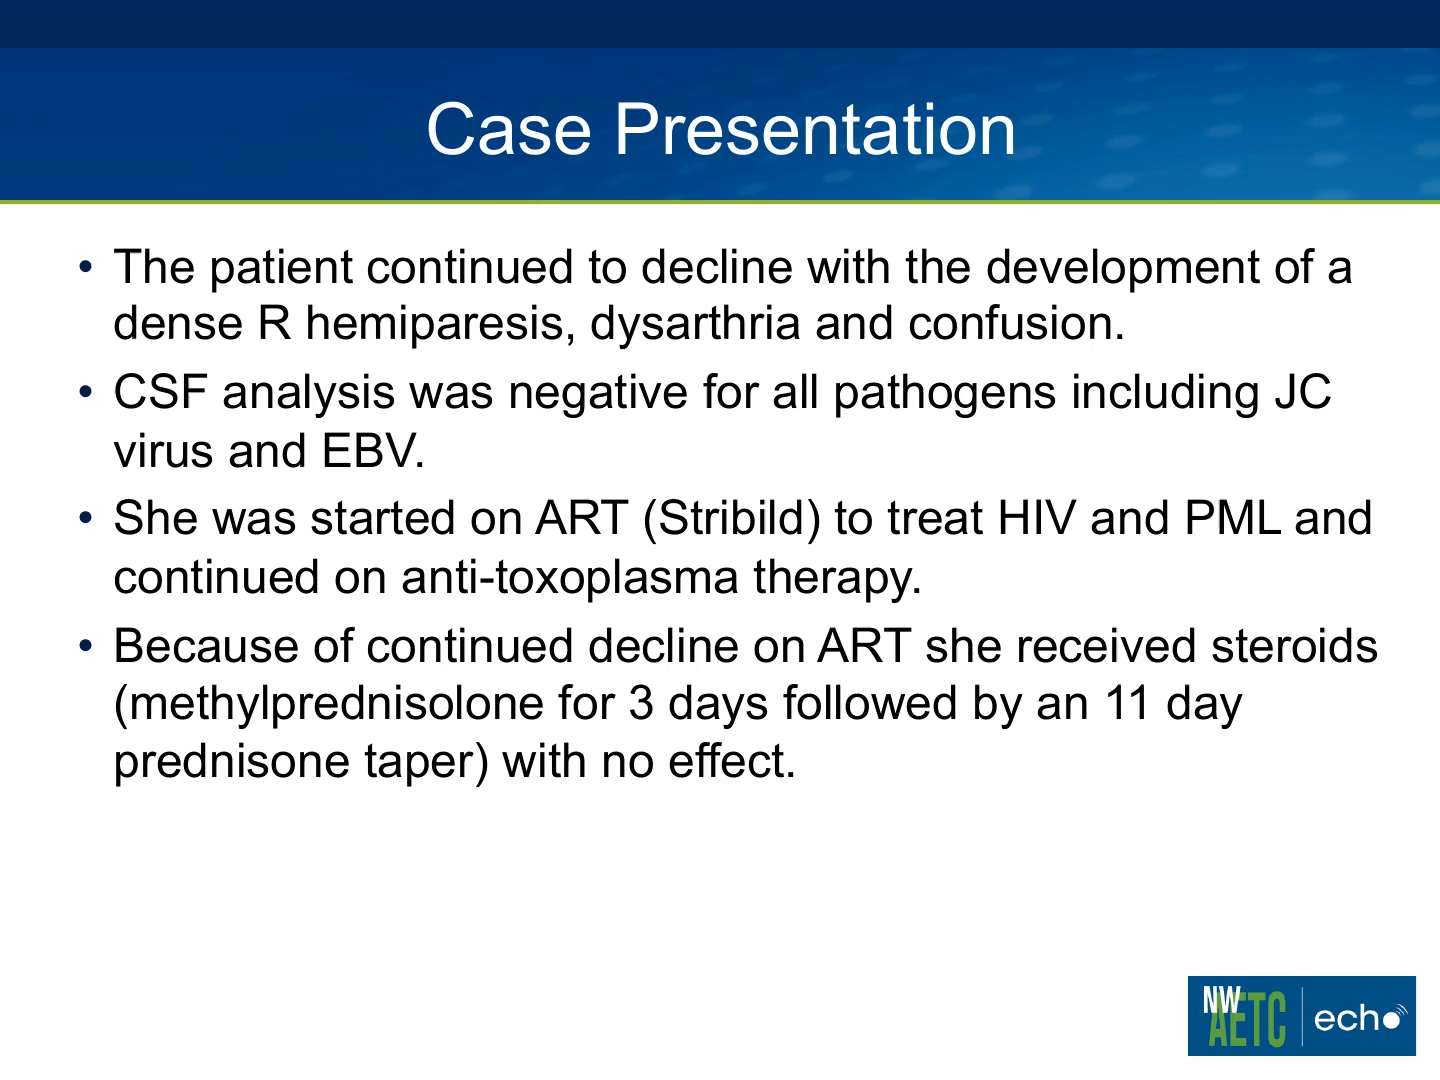 Case Presentation
• The patient continued to decline with the development of a
dense R hemiparesis, dysarthria and confusion.
• CSF analysis was negative for all pathogens including JC
virus and EBV.
• She was started on ART (Stribild) to treat HIV and PML and
continued on anti-toxoplasma therapy.
• Because of continued decline on ART she received steroids
(methylprednisolone for 3 days followed by an 11 day
prednisone taper) with no effect.
NW
AETC
echo